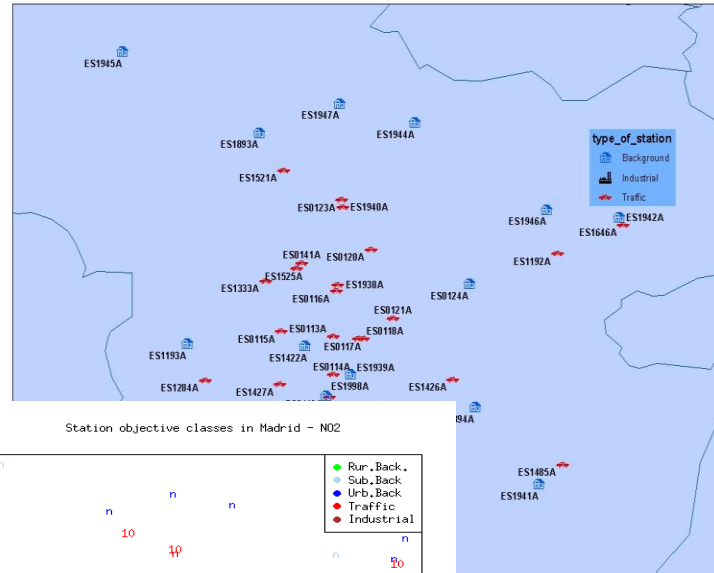 ES1945A
ES1947A
ES1944A
ES1893A
type_of_station
Background
Industrial
Traffic
ES1521A
ES0123A
ES1940A
ES1946A
ES1942A
ES1646A
ES0141A
ES0120A
ES1192A
ES1525A
ES1333A
ES1938A
ES0116A
ES0124A
ES0121A
ES0115A
ES0113A
ES0118A
ES1193A
ES1422A
ES0117A
ES0114A
ES1939A
ES1284A
ES1427A
ES1998A
ES1426A
94A
ES1485A
ES1941A
Station objective classes in Madrid - NO2
Rur.Back.
Sub.Back
Urb.Back
Traffic
Industrial
n
n
n
n
10
n
10
n
n
10